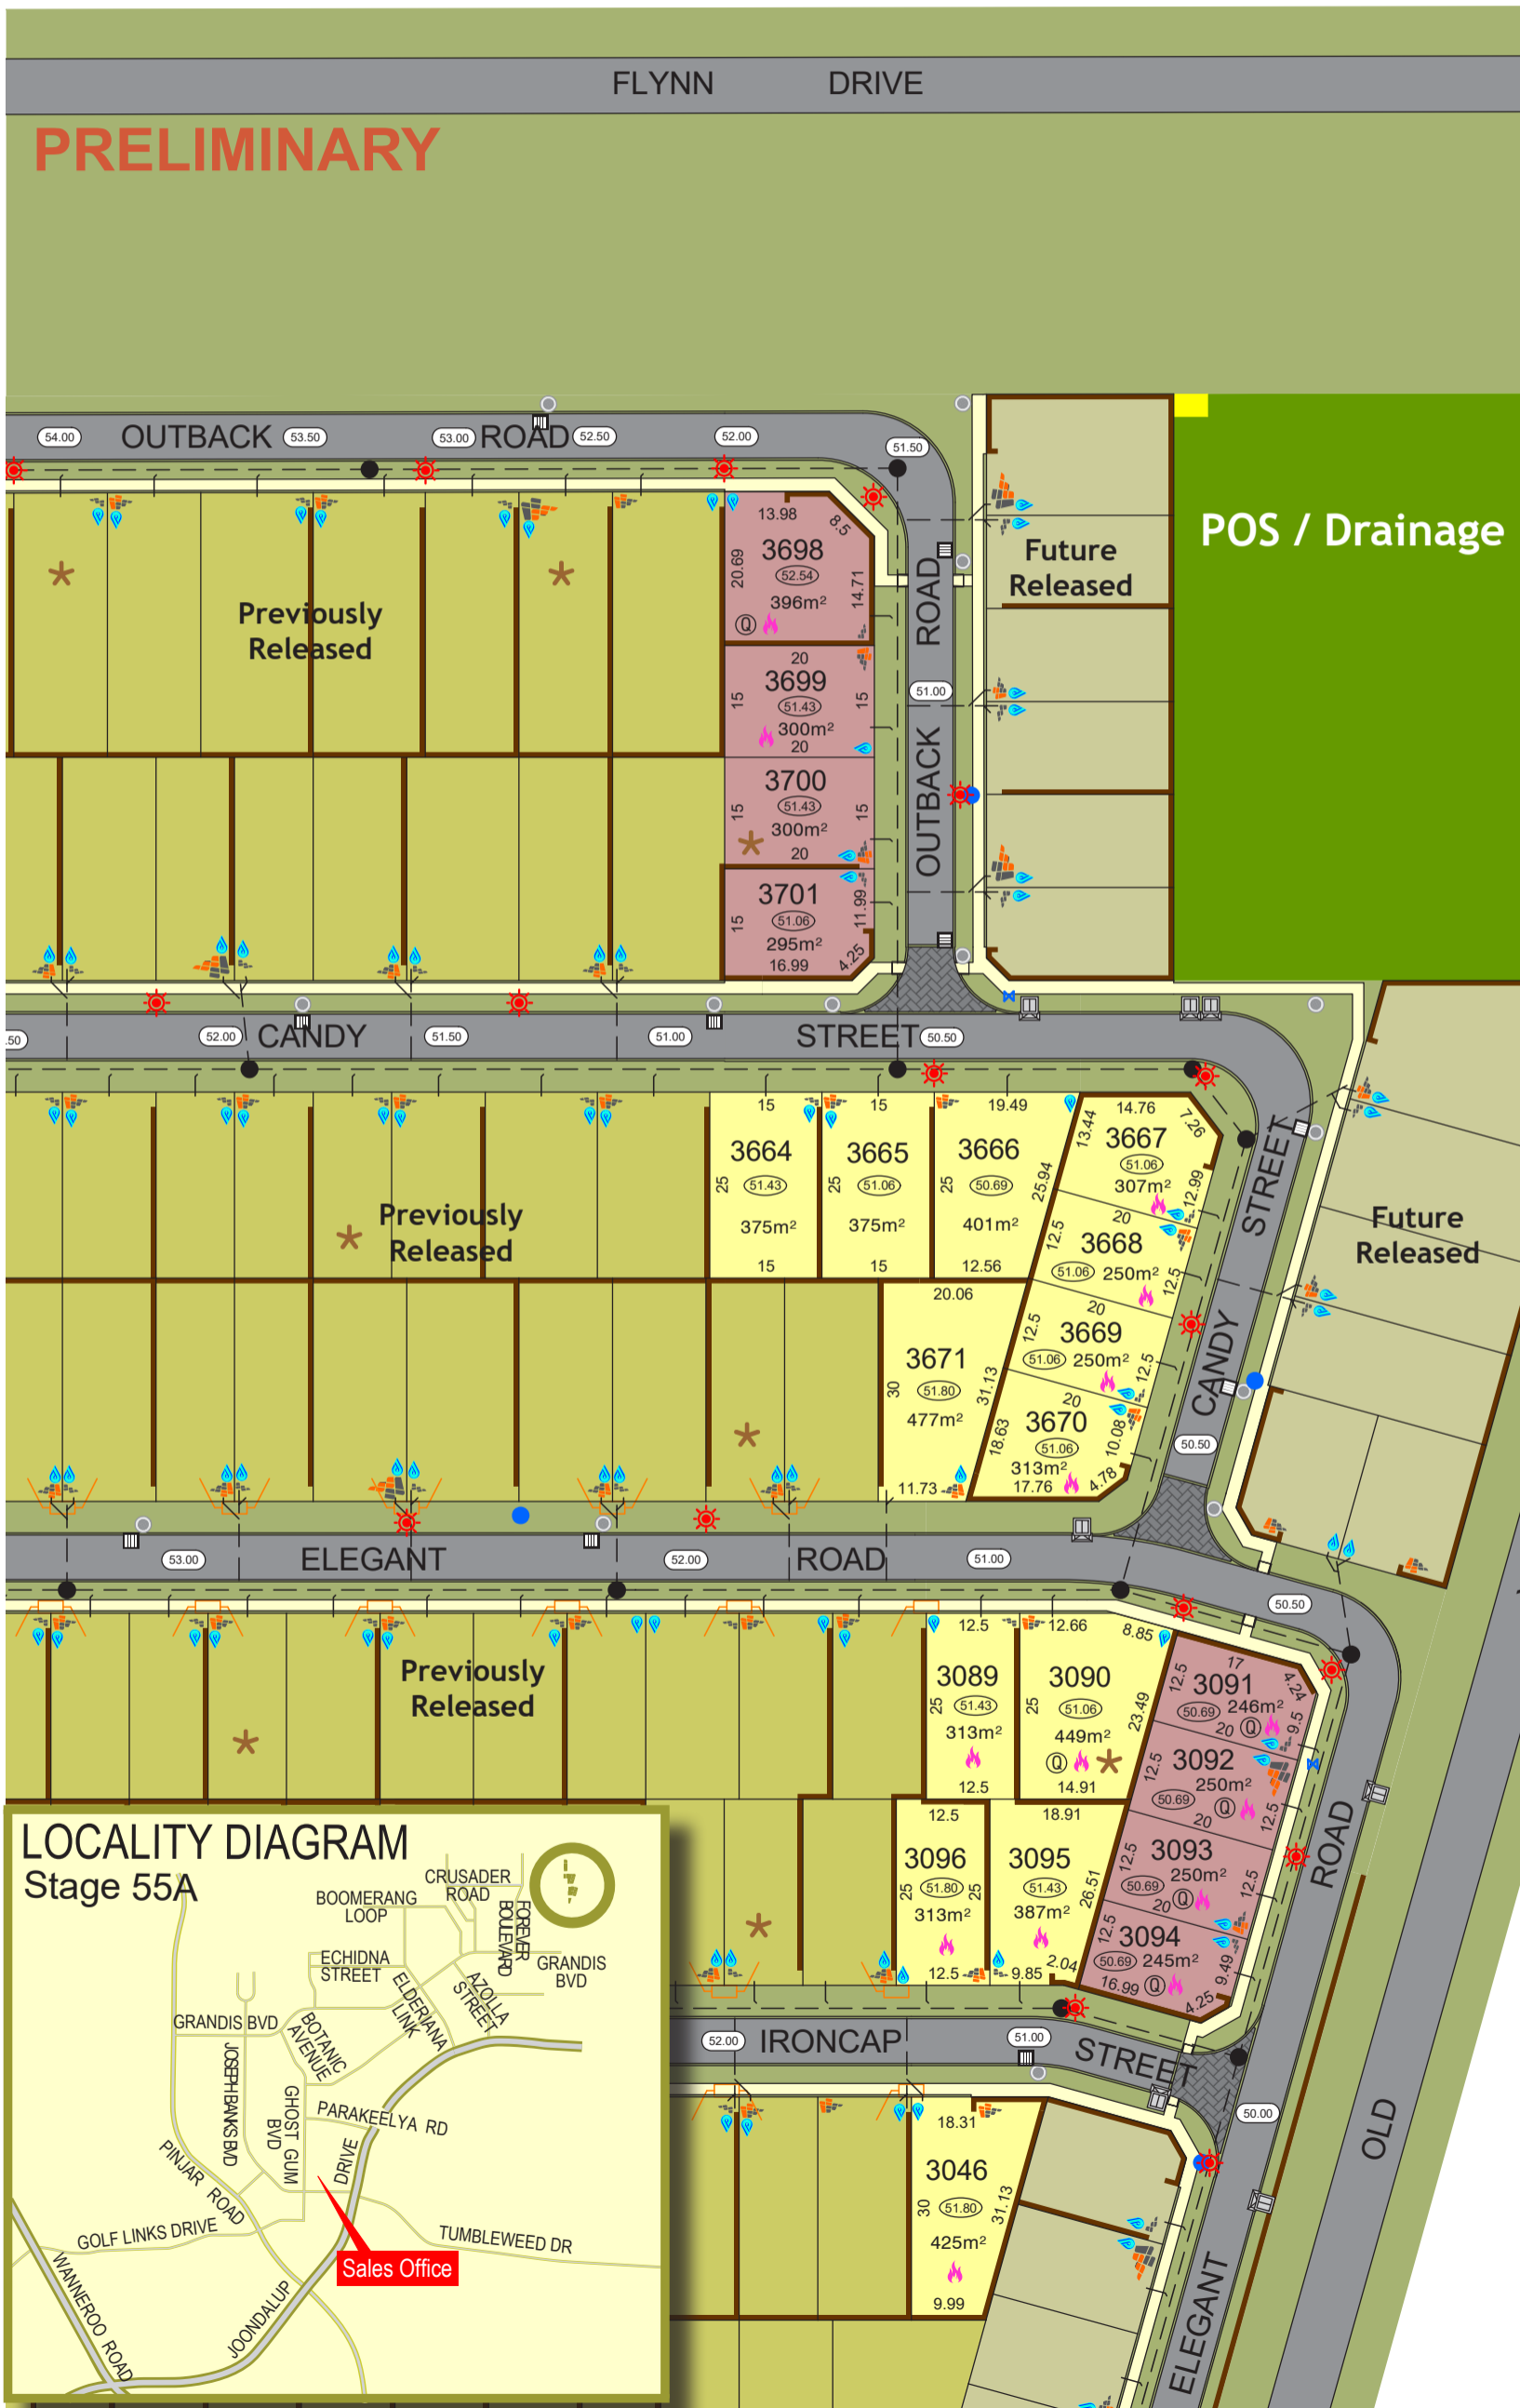 FLYNN DRIVE
PRELIMINARY
54.00
OUTBACK
53.50
53.00
ROAD
52.50
52.00
51.50
13.98
8.5
3698
20.69
52.54
396m²
14.71
Q
Previously
Released
Future
Released
POS / Drainage
ROAD
20
3699
15
51.43
15
300m²
20
51.00
3700
15
51.43
15
300m²
20
OUTBACK
3701
15
51.06
11.99
295m²
16.99
4.25
.50
52.00
CANDY
51.50
51.00
STREET
50.50
15
3664
25
51.43
375m²
15
15
3665
25
51.06
375m²
15
19.49
3666
25
50.69
25.94
401m²
12.56
14.76
13.44
7.26
3667
51.06
307m²
12.99
20
12.5
3668
51.06
250m²
12.5
20
12.5
3669
51.06
250m²
12.5
20
3670
18.63
51.06
10.08
313m²
17.76
4.78
STREET
CANDY
50.50
Previously
Released
Future
Released
20.06
3671
30
51.80
31.13
477m²
11.73
53.00
ELEGANT
52.00
ROAD
51.00
50.50
Previously
Released
12.5
3089
25
51.43
313m²
12.5
12.66
8.85
3090
25
51.06
23.49
449m²
Q
14.91
17
12.5
3091
4.24
50.69
246m²
9.5
20
Q
12.5
3092
250m²
50.69
Q
12.5
20
12.5
3093
50.69
250m²
12.5
20
Q
12.5
3094
50.69
245m²
9.49
16.99
Q
4.25
12.5
3096
25
51.80
25
313m²
12.5
18.91
3095
51.43
26.51
387m²
9.85
2.04
ROAD
52.00
IRONCAP
51.00
STREET
50.00
OLD
18.31
3046
30
51.80
31.13
425m²
9.99
ELEGANT
LOCALITY DIAGRAM
Stage 55A
CRUSADER
ROAD
BOOMERANG
LOOP
FOREVER
BOULEVARD
ECHIDNA
STREET
GRANDIS
BVD
ELDERIANA
LINK
AZOLLA
STREET
GRANDIS BVD
BOTANIC
AVENUE
JOSEPH BANKS BVD
GHOST GUM
BVD
PARAKEELYA RD
PINJAR ROAD
DRIVE
GOLF LINKS DRIVE
TUMBLEWEED DR
Sales Office
WANNEROO ROAD
JOONDALUP